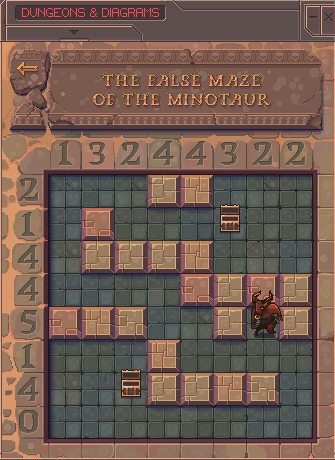 DUNGEONS & DIAGRAMS
THE FALSE MAZE
OF THE MINOTAUR
1 3 2 4 4 3 2 2
2
1
4
4
5
1
4
0